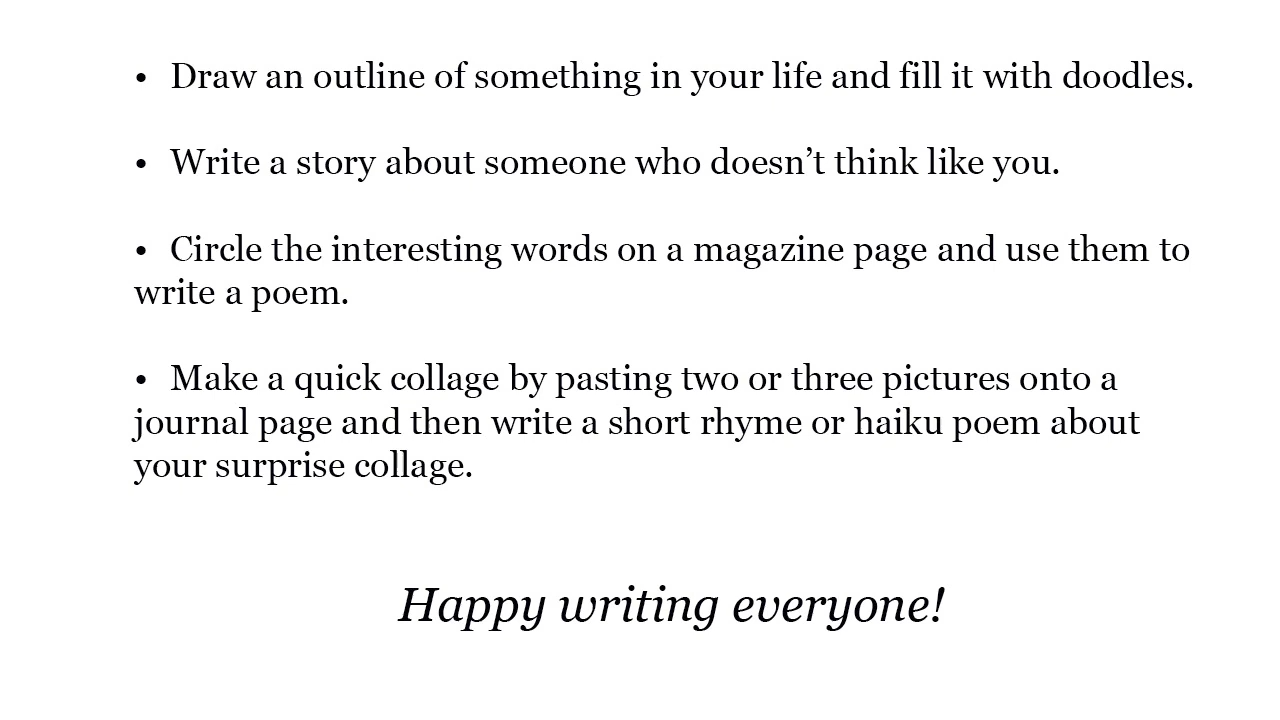 • Draw an outline of something in your life and fill it with doodles.
• Write a story about someone who doesn’t think like you.
• Circle the interesting words on a magazine page and use them to
write a poem.
• Make a quick collage by pasting two or three pictures onto a
journal page and then write a short rhyme or haiku poem about
your surprise collage.
Happy writing everyone!